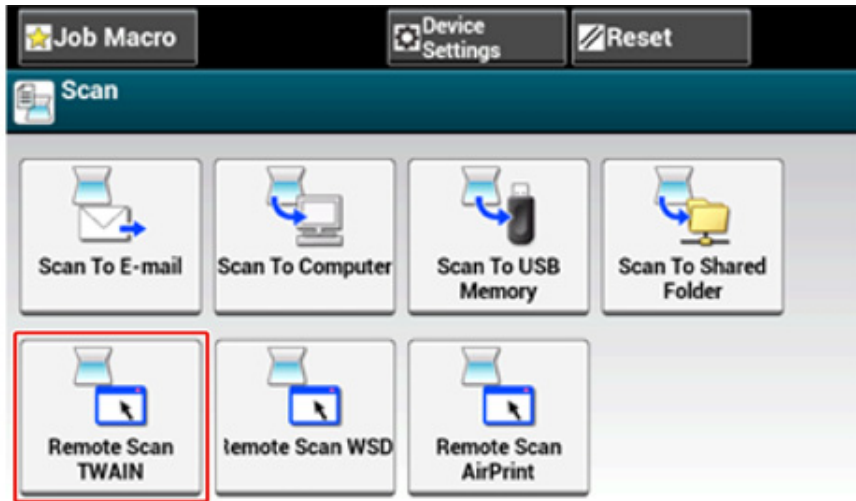 Job Macro
Device
Settings
Reset
Scan
Scan To E-mail
Scan To Computer
Scan To USB
Memory
Scan To Shared
Folder
Remote Scan
TWAIN
Remote Scan WSD
Remote Scan
AirPrint